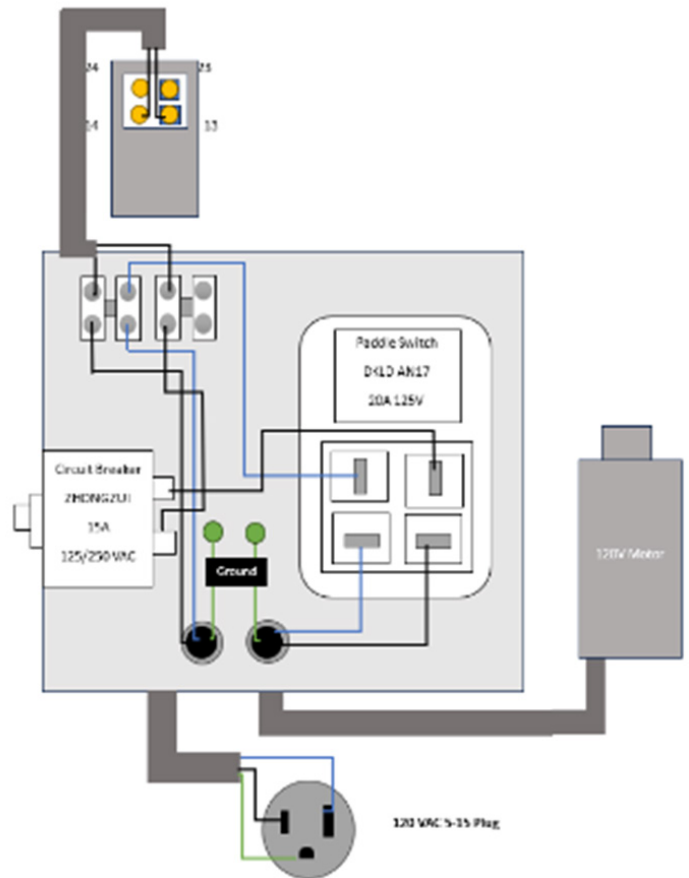 24 23
14 13
Paddle Switch
DKLD AN17
20A 125V
Circuit Breaker
ZHONGZUI
15A
125/250 VAC
Ground
120V Motor
120 VAC 5-15 Plug